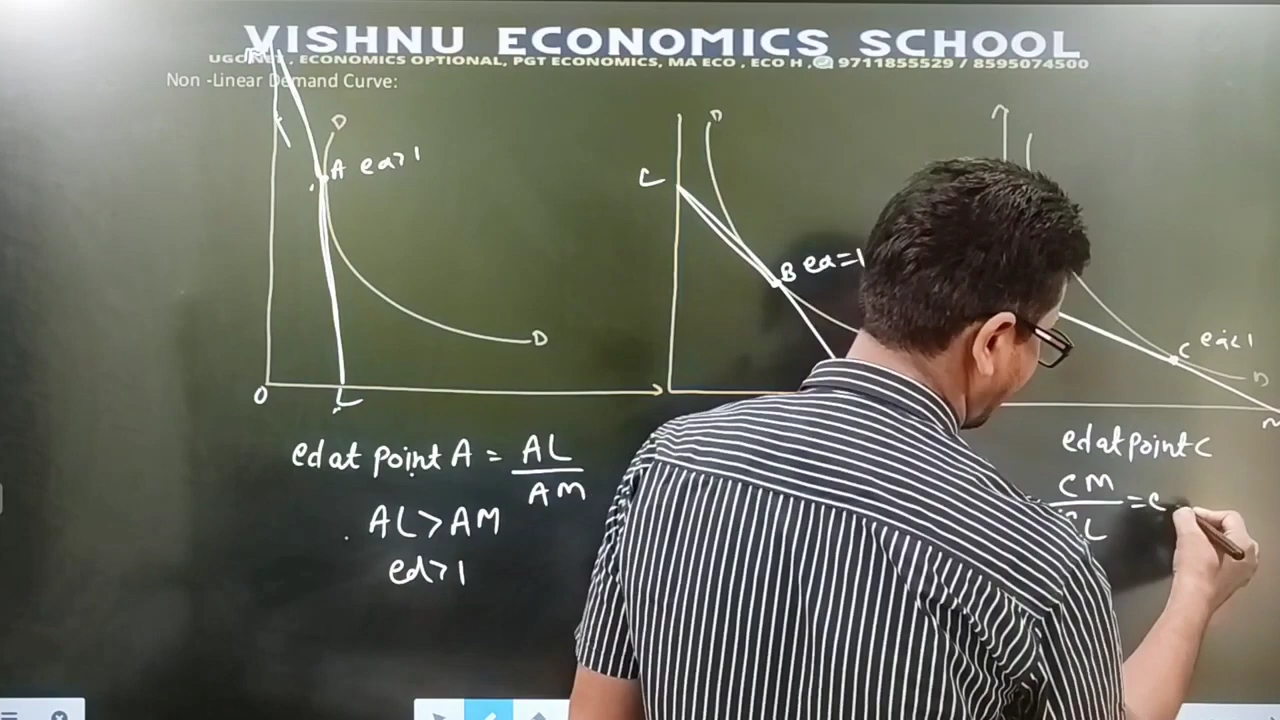 VISHNU ECONOMICS SCHOOL
UGC NET , ECONOMICS OPTIONAL, PGT ECONOMICS, MA ECO , ECO H , 9711855529 / 8595074500
Non -Linear Demand Curve:
M
D
A ed>1
D
O
L
D
L
B ed=1
C ed<1
D
M
ed at point A = AL
AM
AL > AM
ed>1
ed at point C
CM
CL
=